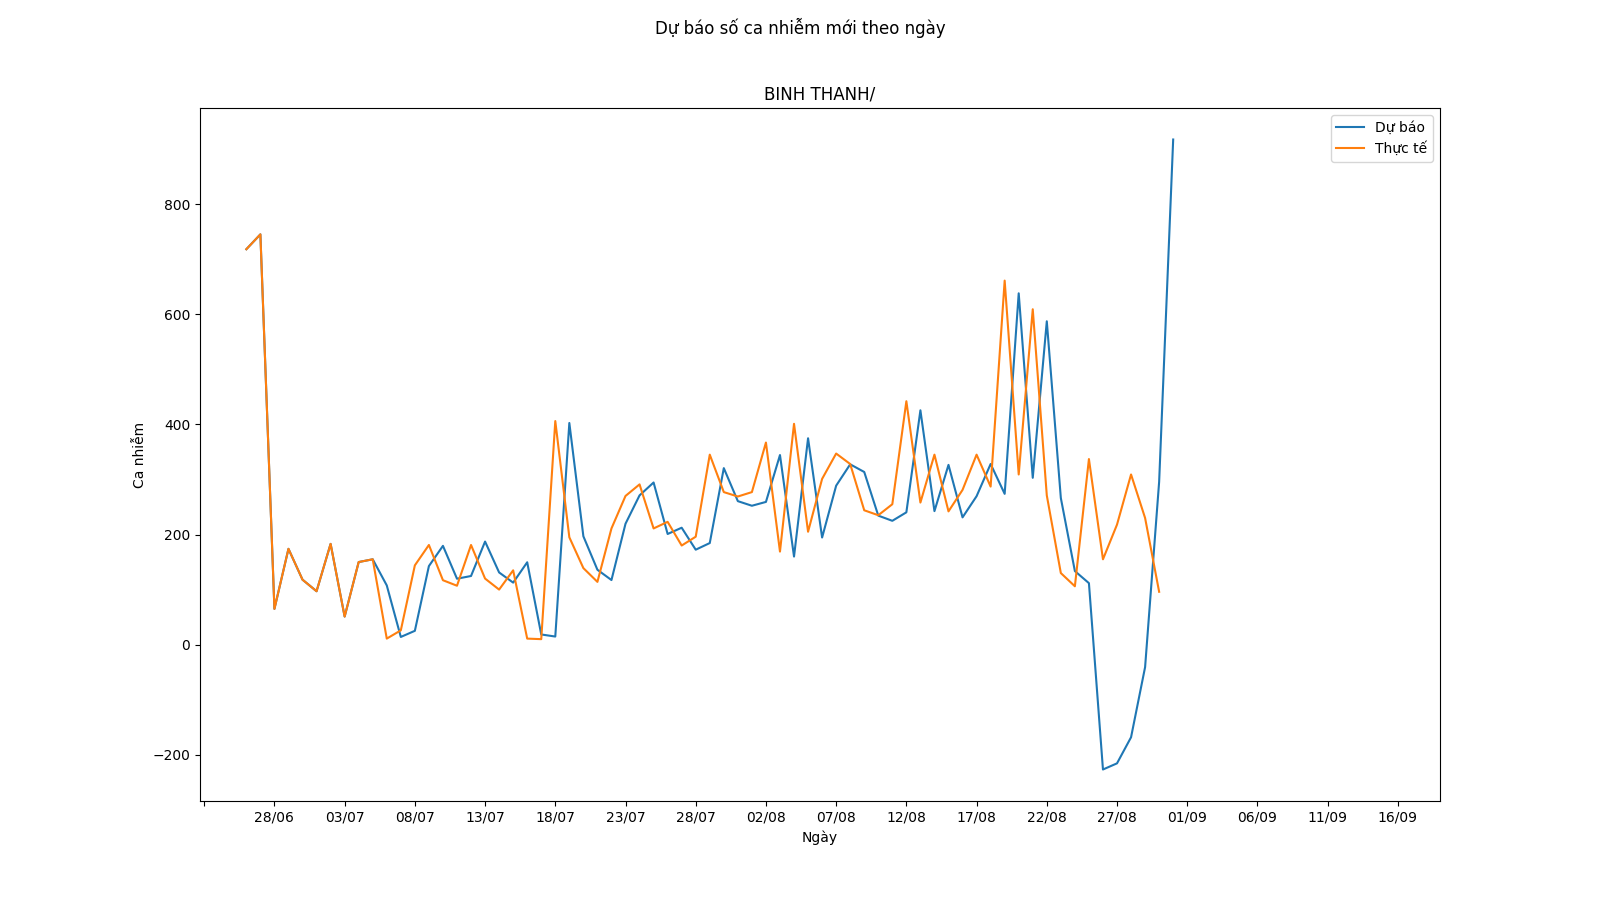 Dự báo số ca nhiễm mới theo ngày
BINH THANH/
Dự báo
Thực tế
800
600
400
200
0
−200
Ca nhiễm
28/06 03/07 08/07 13/07 18/07 23/07 28/07 02/08 07/08 12/08 17/08 22/08 27/08 01/09 06/09 11/09 16/09
Ngày